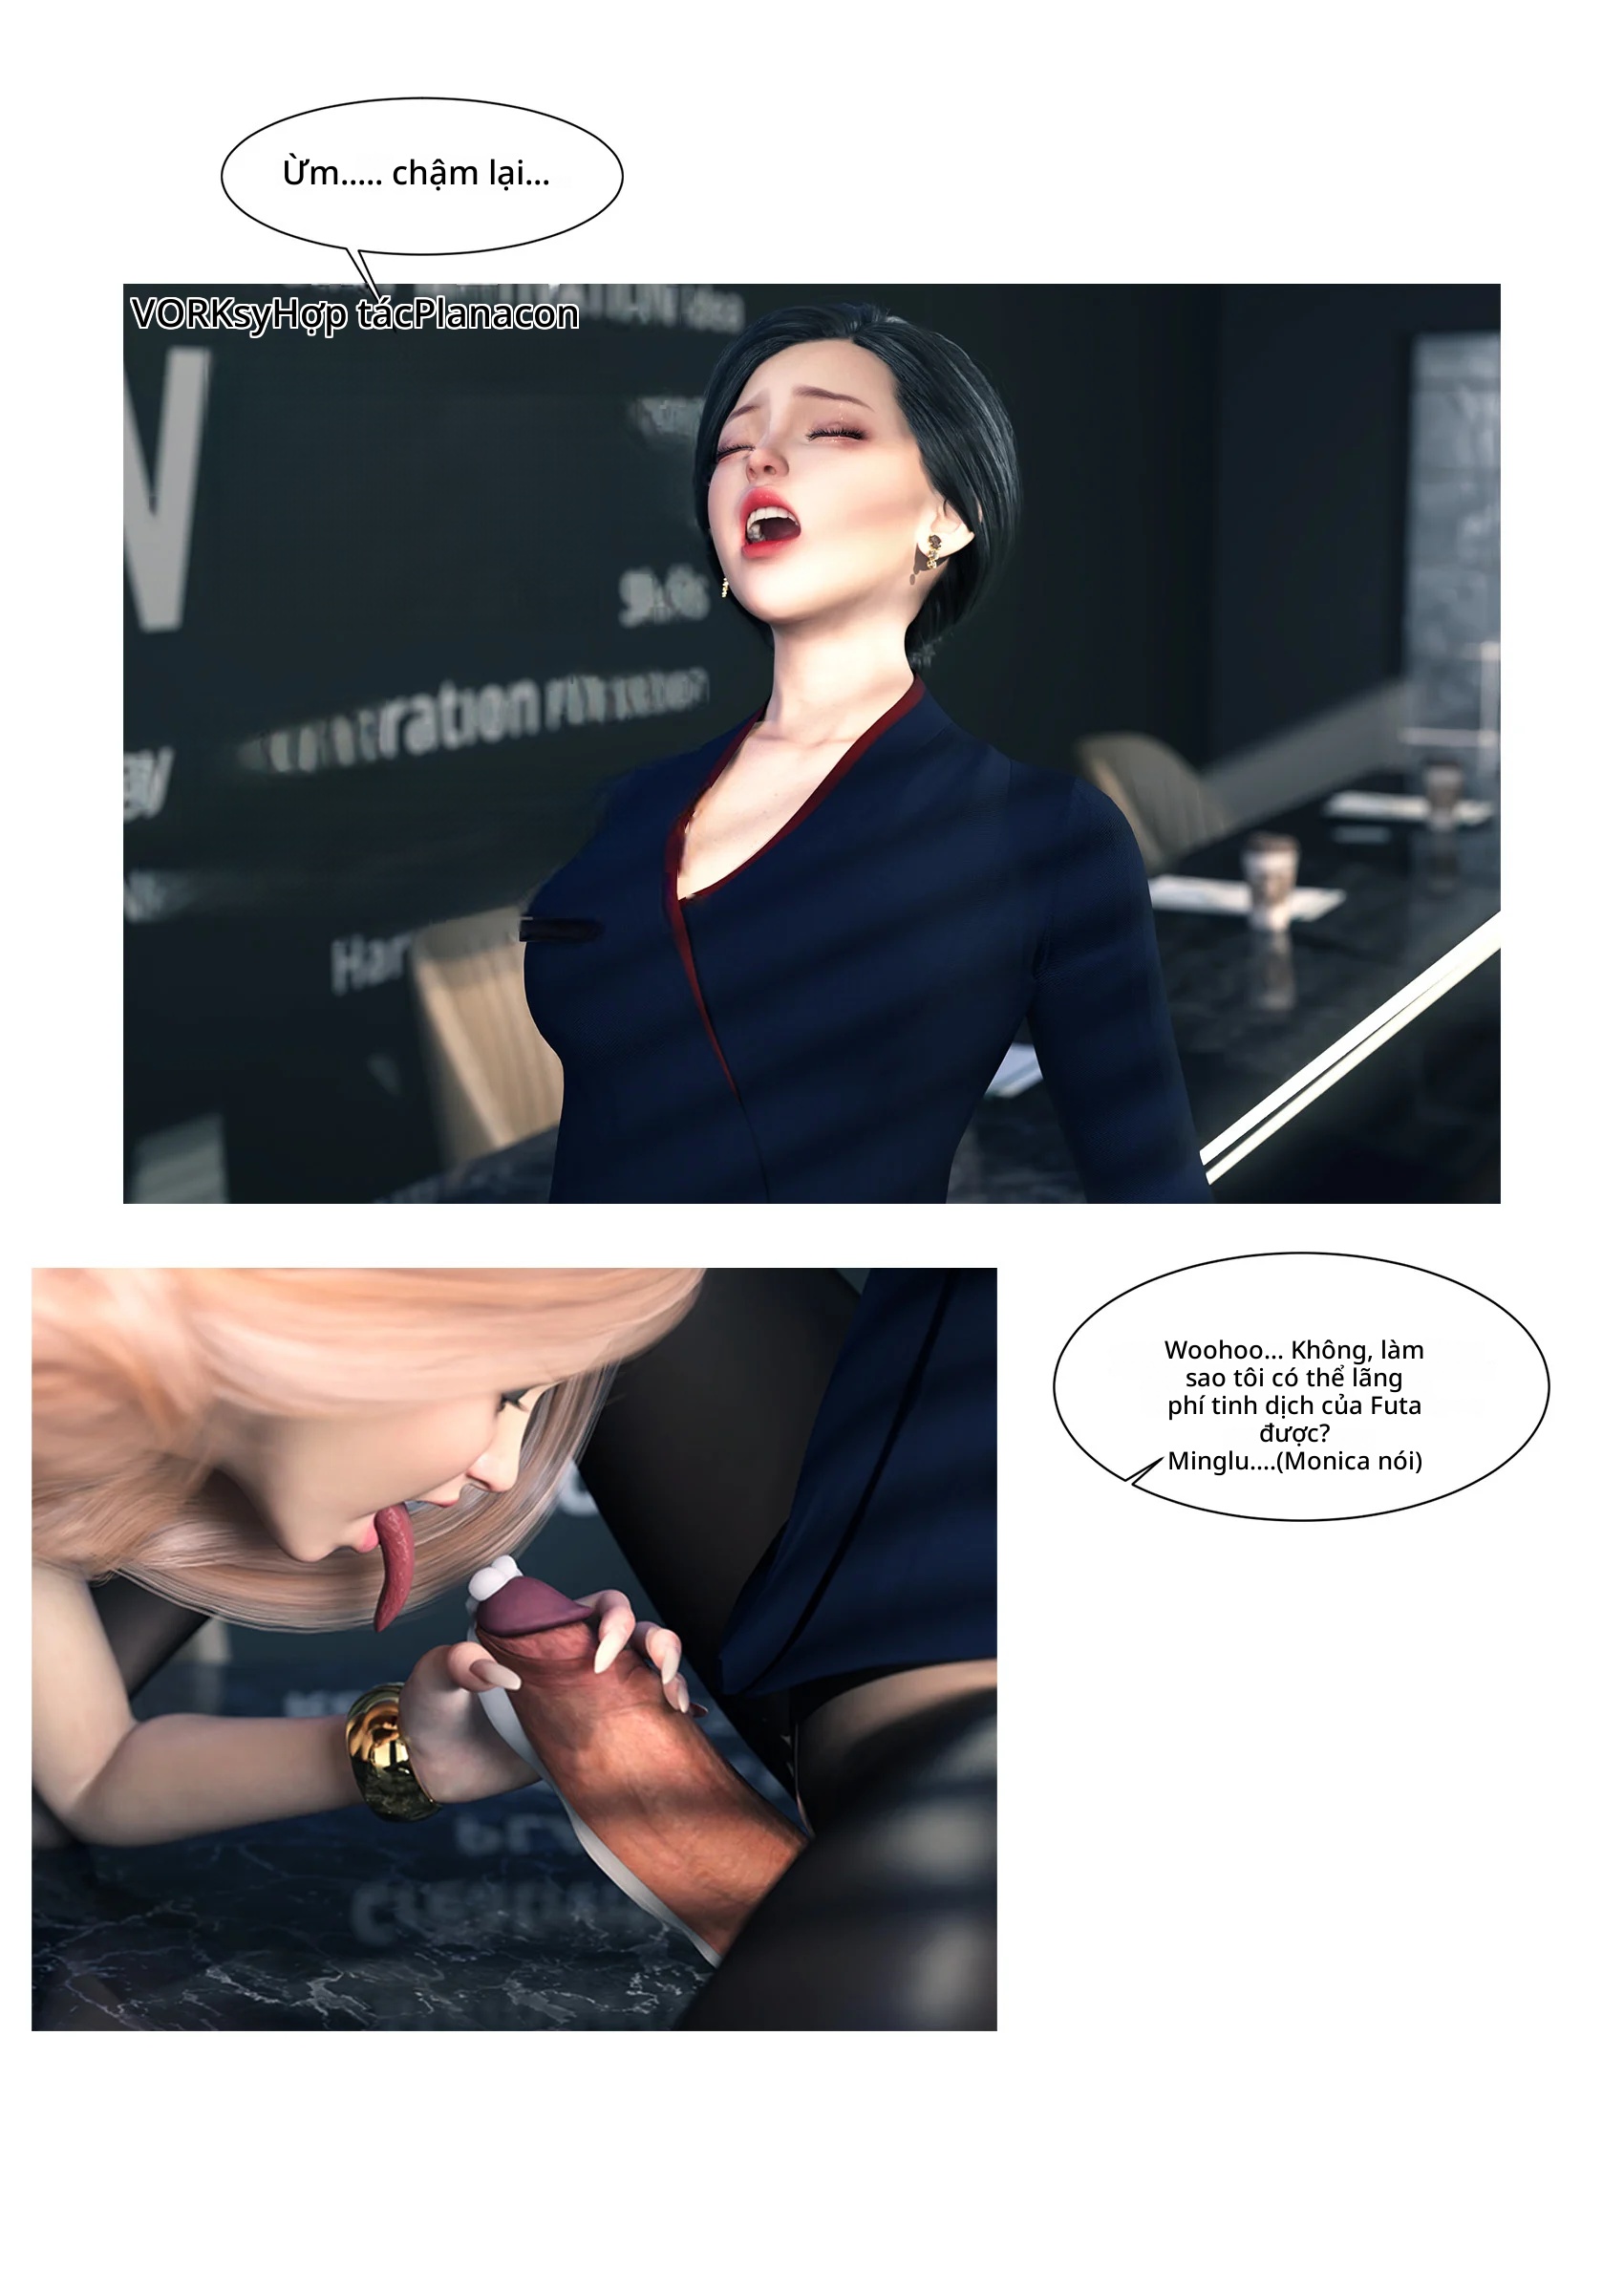 Ừm..... chậm lại...
VORKsyHợp tácPlanacon
Woohoo... Không, làm
sao tôi có thể lãng
phí tinh dịch của Futa
được?
Minglu....(Monica nói)